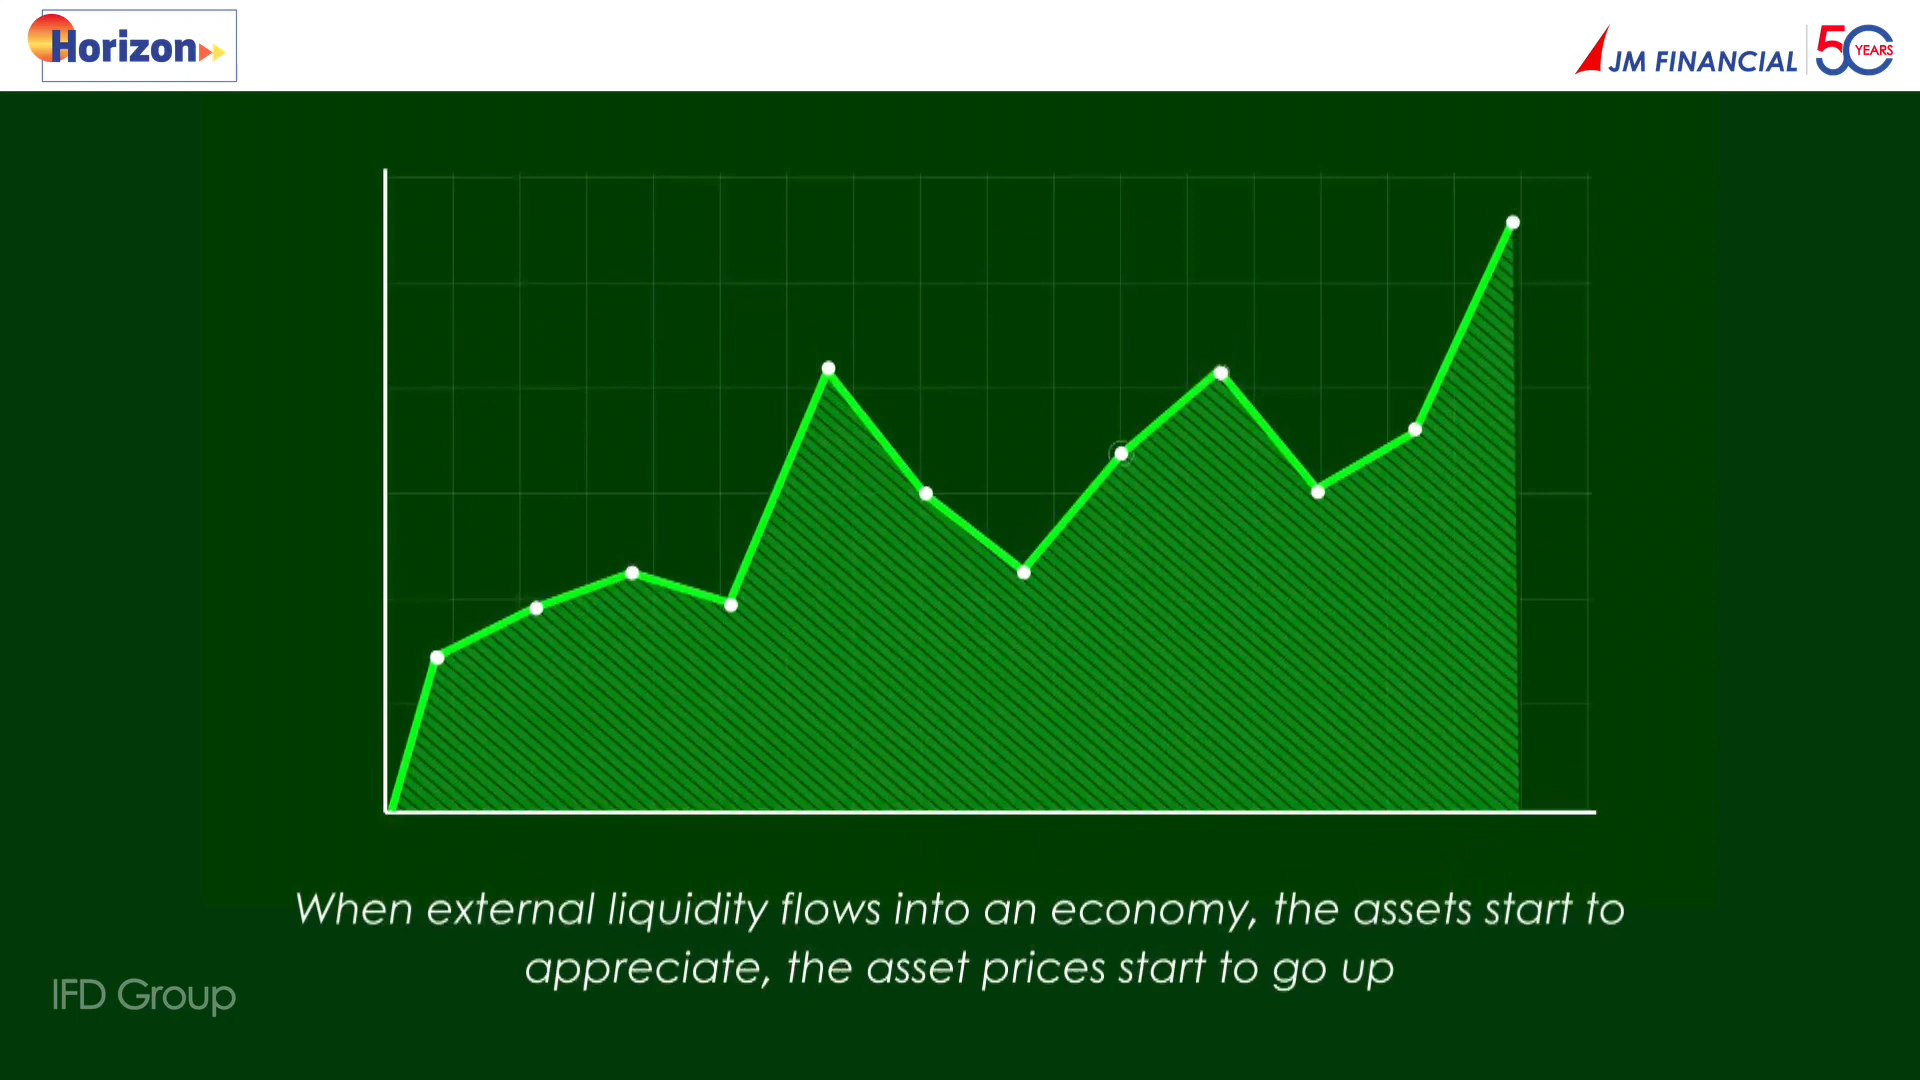 Horizon
JM FINANCIAL
50 YEARS
When external liquidity flows into an economy, the assets start to
appreciate, the asset prices start to go up
IFD Group